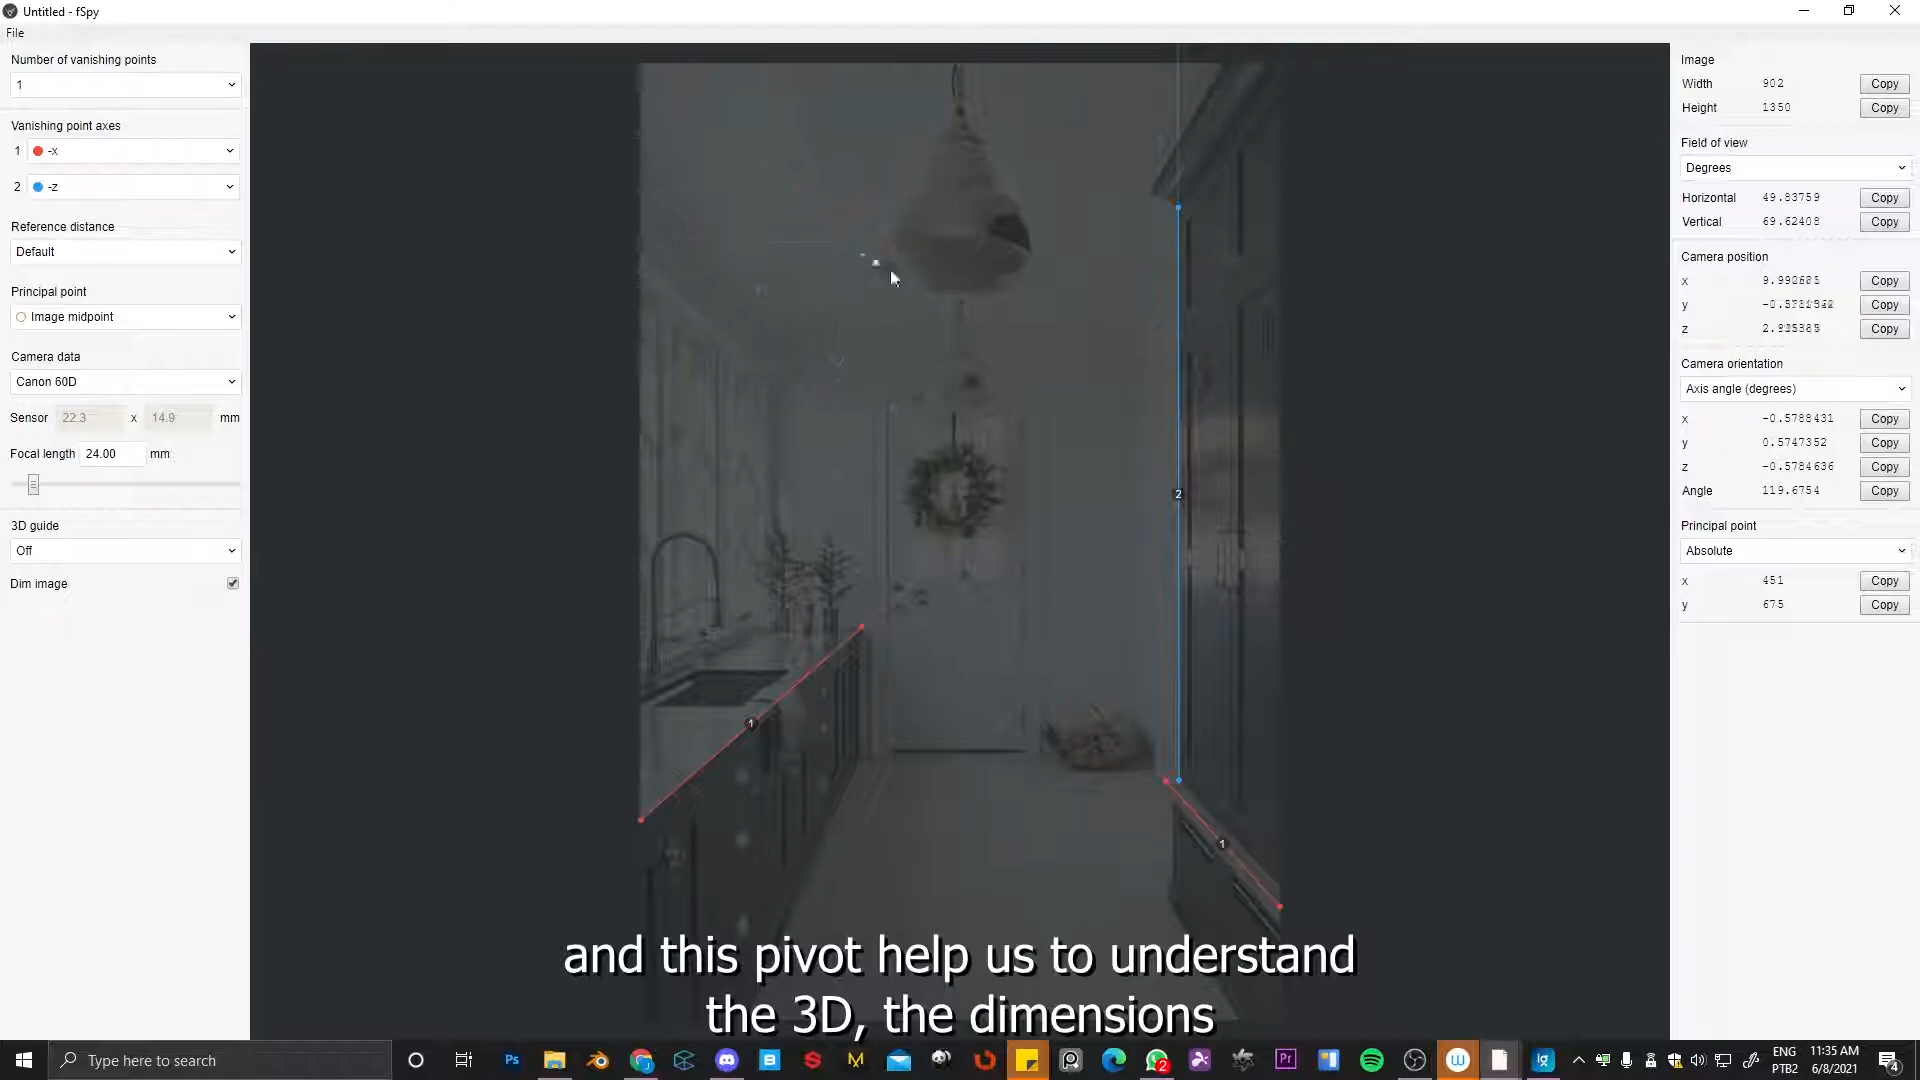 Untitled - fSpy
File
Number of vanishing points
1
Vanishing point axes
1 -x
2 -z
Reference distance
Default
Principal point
Image midpoint
Camera data
Canon 60D
Sensor 22.3 x 14.9 mm
Focal length 24.00 mm
3D guide
Off
Dim image
2
1
1
and this pivot help us to understand
the 3D, the dimensions
Image
Width 902 Copy
Height 1350 Copy
Field of view
Degrees
Horizontal 49.83759 Copy
Vertical 69.62408 Copy
Camera position
x Copy
y Copy
z Copy
Camera orientation
Axis angle (degrees)
x -0.5788431 Copy
y 0.5747352 Copy
z -0.5784636 Copy
Angle 119.6754 Copy
Principal point
Absolute
x 451 Copy
y 675 Copy
Type here to search
Ps
M
2
Pr
W
Ig
ENG
PTB2
11:35 AM
6/8/2021
4